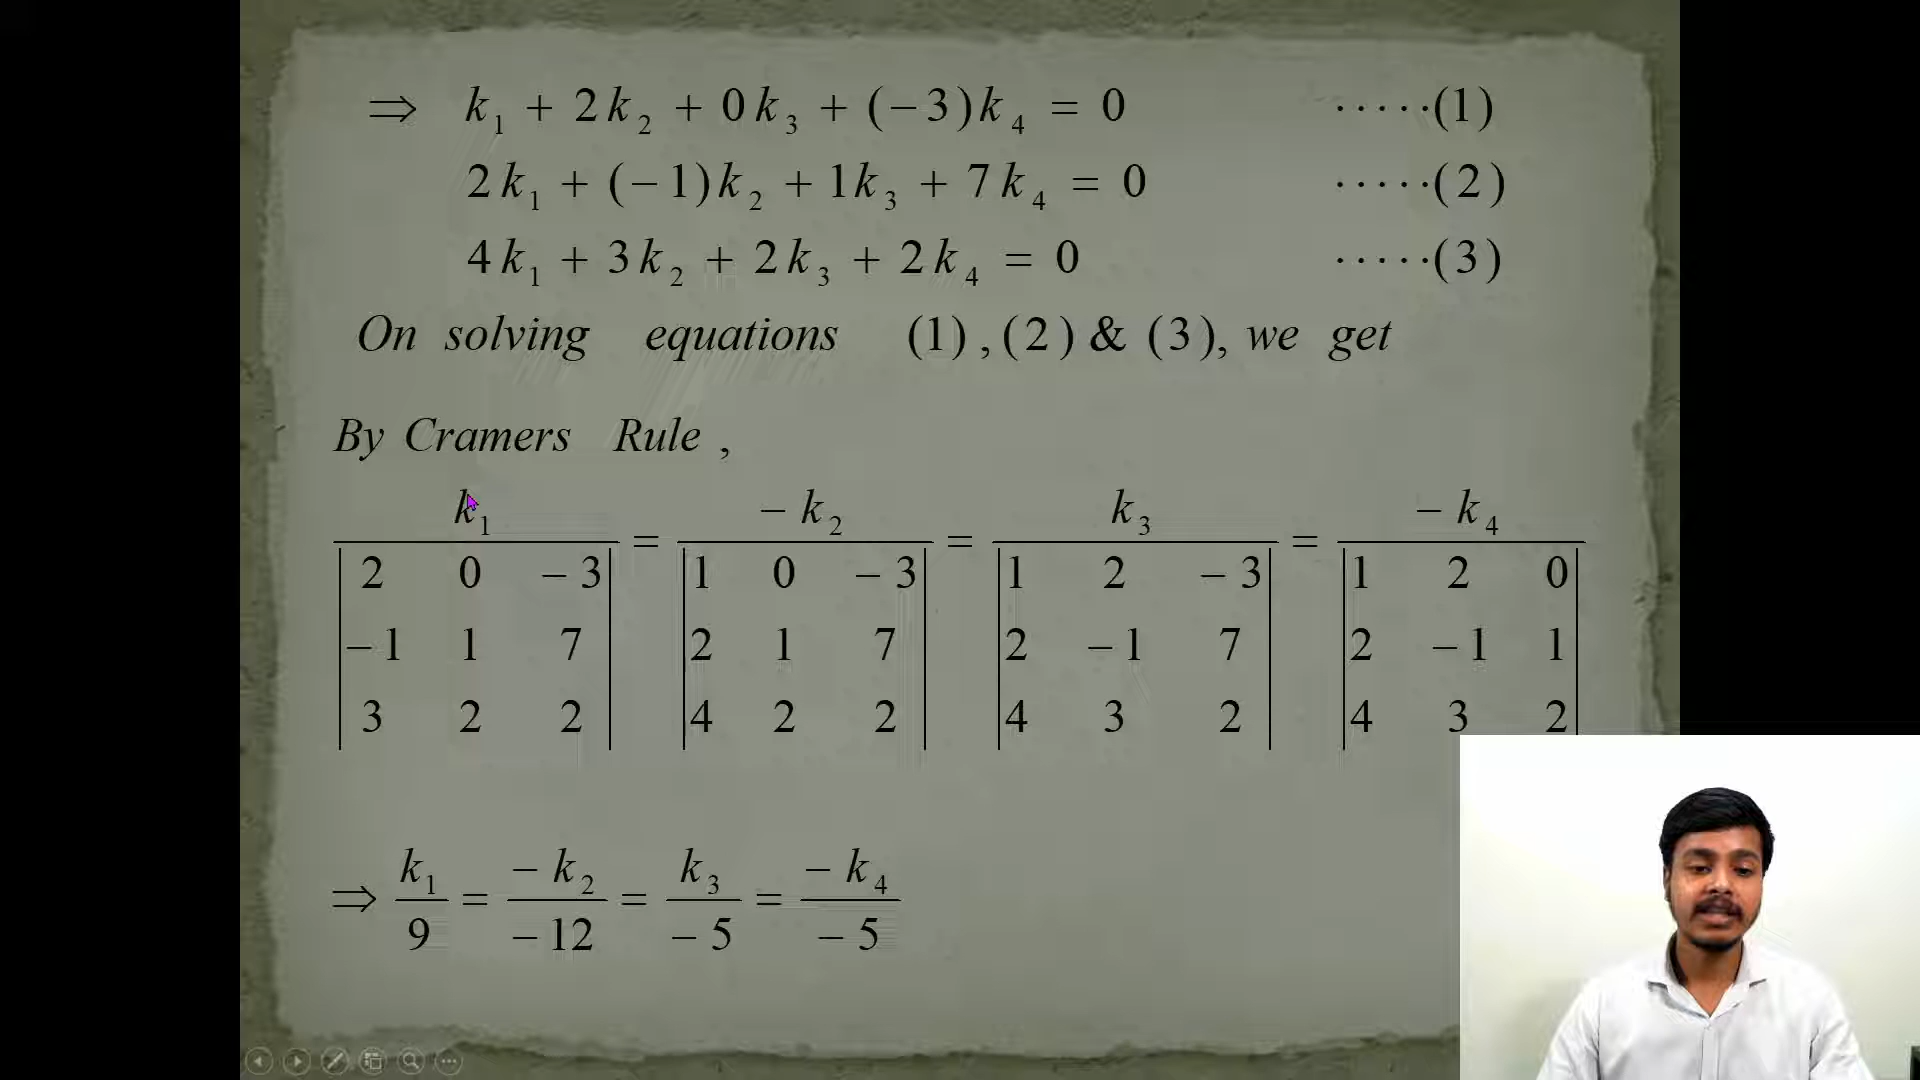 ⇒ k₁ + 2k₂ + 0k₃ + (−3)k₄ = 0 ·····(1)
2k₁ + (−1)k₂ + 1k₃ + 7k₄ = 0 ·····(2)
4k₁ + 3k₂ + 2k₃ + 2k₄ = 0 ·····(3)
On solving equations (1),(2) & (3), we get
By Cramers Rule ,
k₁ = − k₂ = k₃ = − k₄
2 0 − 3 1 0 − 3 1 2 − 3 1 2 0
− 1 1 7 2 1 7 2 − 1 7 2 − 1 1
3 2 2 4 2 2 4 3 2 4 3 2
⇒ k₁/9 = − k₂/− 12 = k₃/− 5 = − k₄/− 5